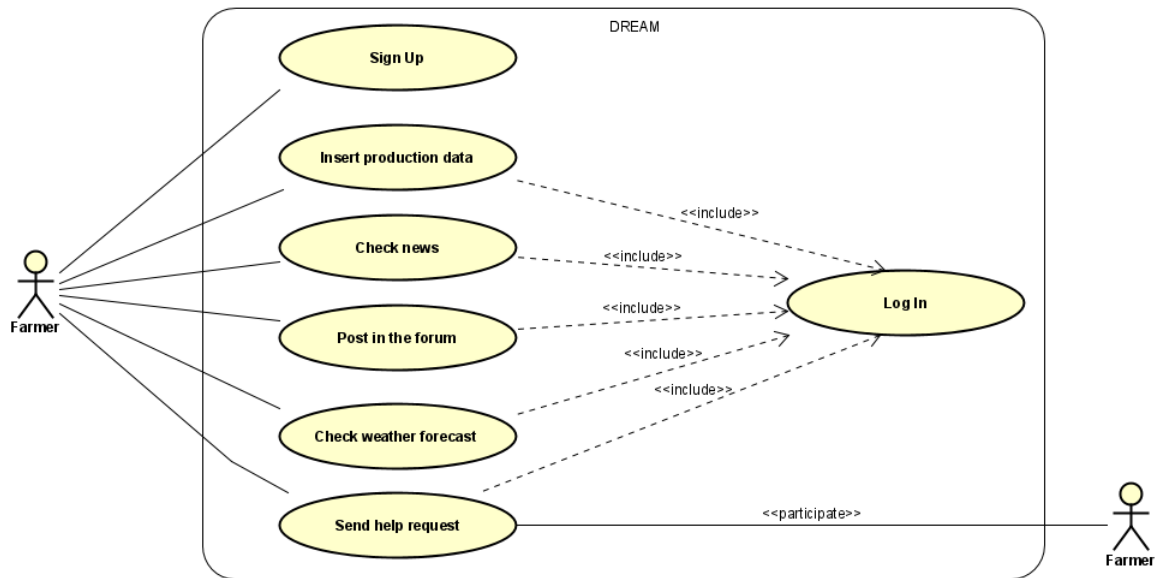 DREAM
Sign Up
Insert production data
<<include>>
Check news
<<include>>
Farmer
Log In
Post in the forum
<<include>>
<<include>>
Check weather forecast
<<include>>
Send help request
<<participate>>
Farmer